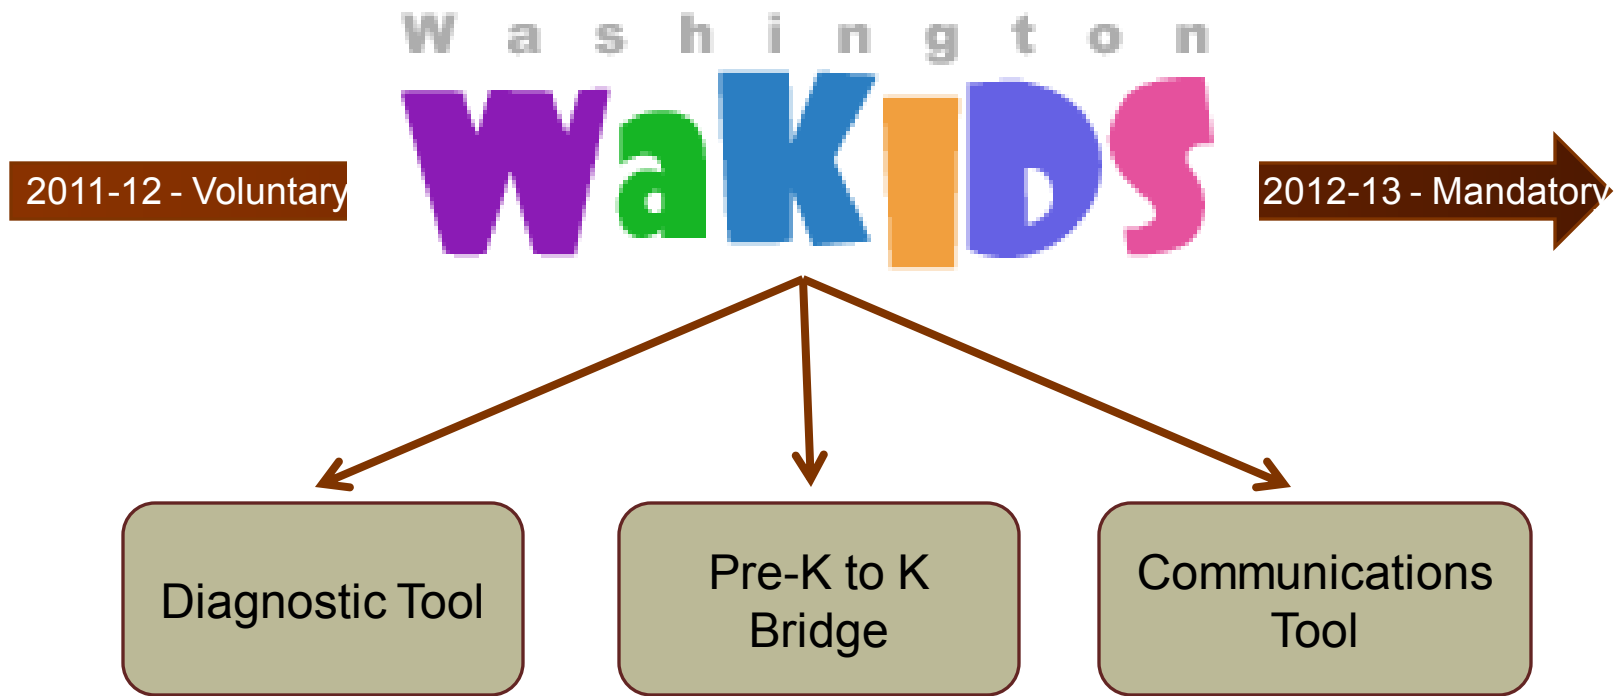 Washington
WaKIDS
2011-12 - Voluntary
2012-13 - Mandatory
Diagnostic Tool
Pre-K to K
Bridge
Communications
Tool